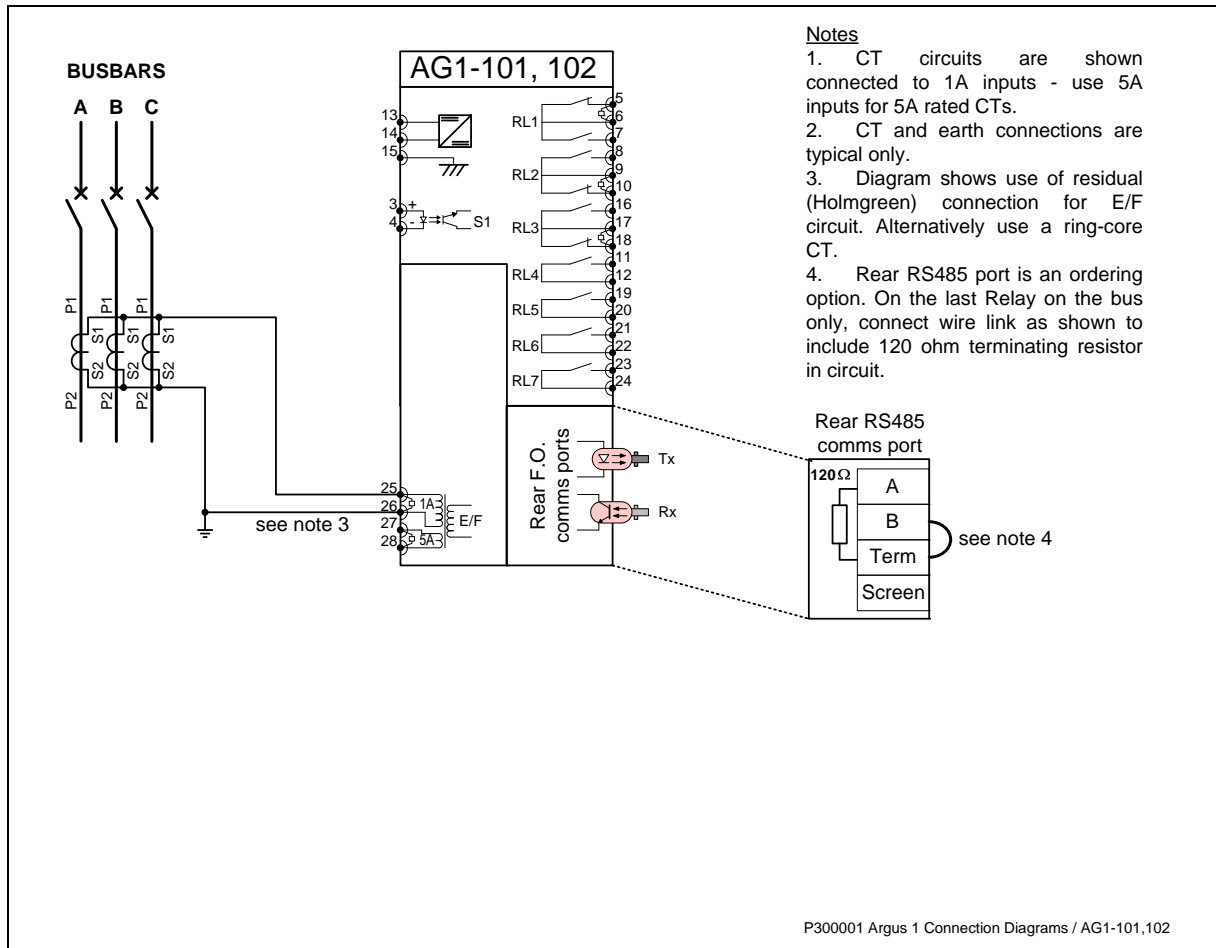 BUSBARS
A B C
P1 P1 P1
S1 S1 S1
S2 S2 S2
P2 P2 P2
see note 3
AG1-101, 102
13
14
15
3 +
4 -
S1
25
26
27
28
1A
5A
E/F
RL1
5
6
7
RL2
8
9
10
RL3
16
17
18
RL4
11
12
RL5
19
20
RL6
21
22
RL7
23
24
Rear F.O.
comms ports
Tx
Rx
Notes
1. CT circuits are shown
connected to 1A inputs - use 5A
inputs for 5A rated CTs.
2. CT and earth connections are
typical only.
3. Diagram shows use of residual
(Holmgreen) connection for E/F
circuit. Alternatively use a ring-core
CT.
4. Rear RS485 port is an ordering
option. On the last Relay on the bus
only, connect wire link as shown to
include 120 ohm terminating resistor
in circuit.
Rear RS485
comms port
120Ω
A
B
Term
Screen
see note 4
P300001 Argus 1 Connection Diagrams / AG1-101,102